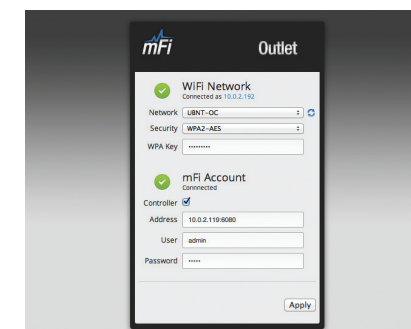 mFi Outlet
WiFi Network
Connected as 10.0.2.192
Network UBNT-OC
Security WPA2-AES
WPA Key •••••••••
mFi Account
Connnected
Controller
Address 10.0.2.119:6080
User admin
Password •••••
Apply